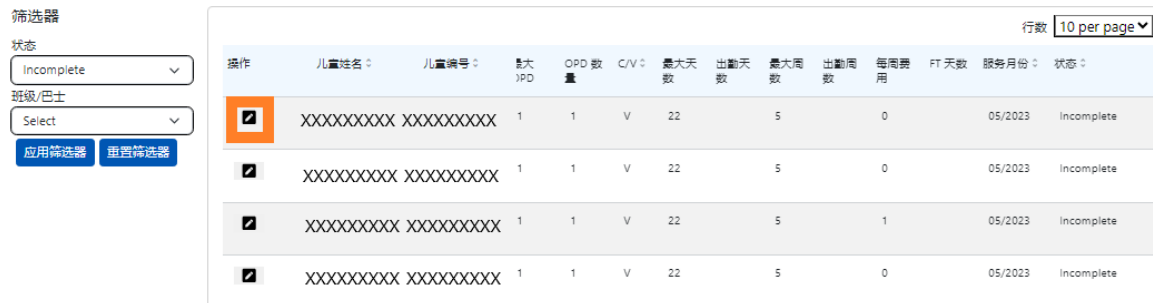 筛选器
状态
Incomplete
班级/巴士
Select
应用筛选器 重置筛选器
行数 10 per page
操作 儿童姓名 儿童编号 最大 OPD OPD 数量 C/V 最大天数 出勤天数 最大周数 出勤周数 每周费用 FT 天数 服务月份 状态
XXXXXXXXX XXXXXXXXX 1 1 V 22 5 0 05/2023 Incomplete
XXXXXXXXX XXXXXXXXX 1 1 V 22 5 0 05/2023 Incomplete
XXXXXXXXX XXXXXXXXX 1 1 V 22 5 1 05/2023 Incomplete
XXXXXXXXX XXXXXXXXX 1 1 V 22 5 0 05/2023 Incomplete